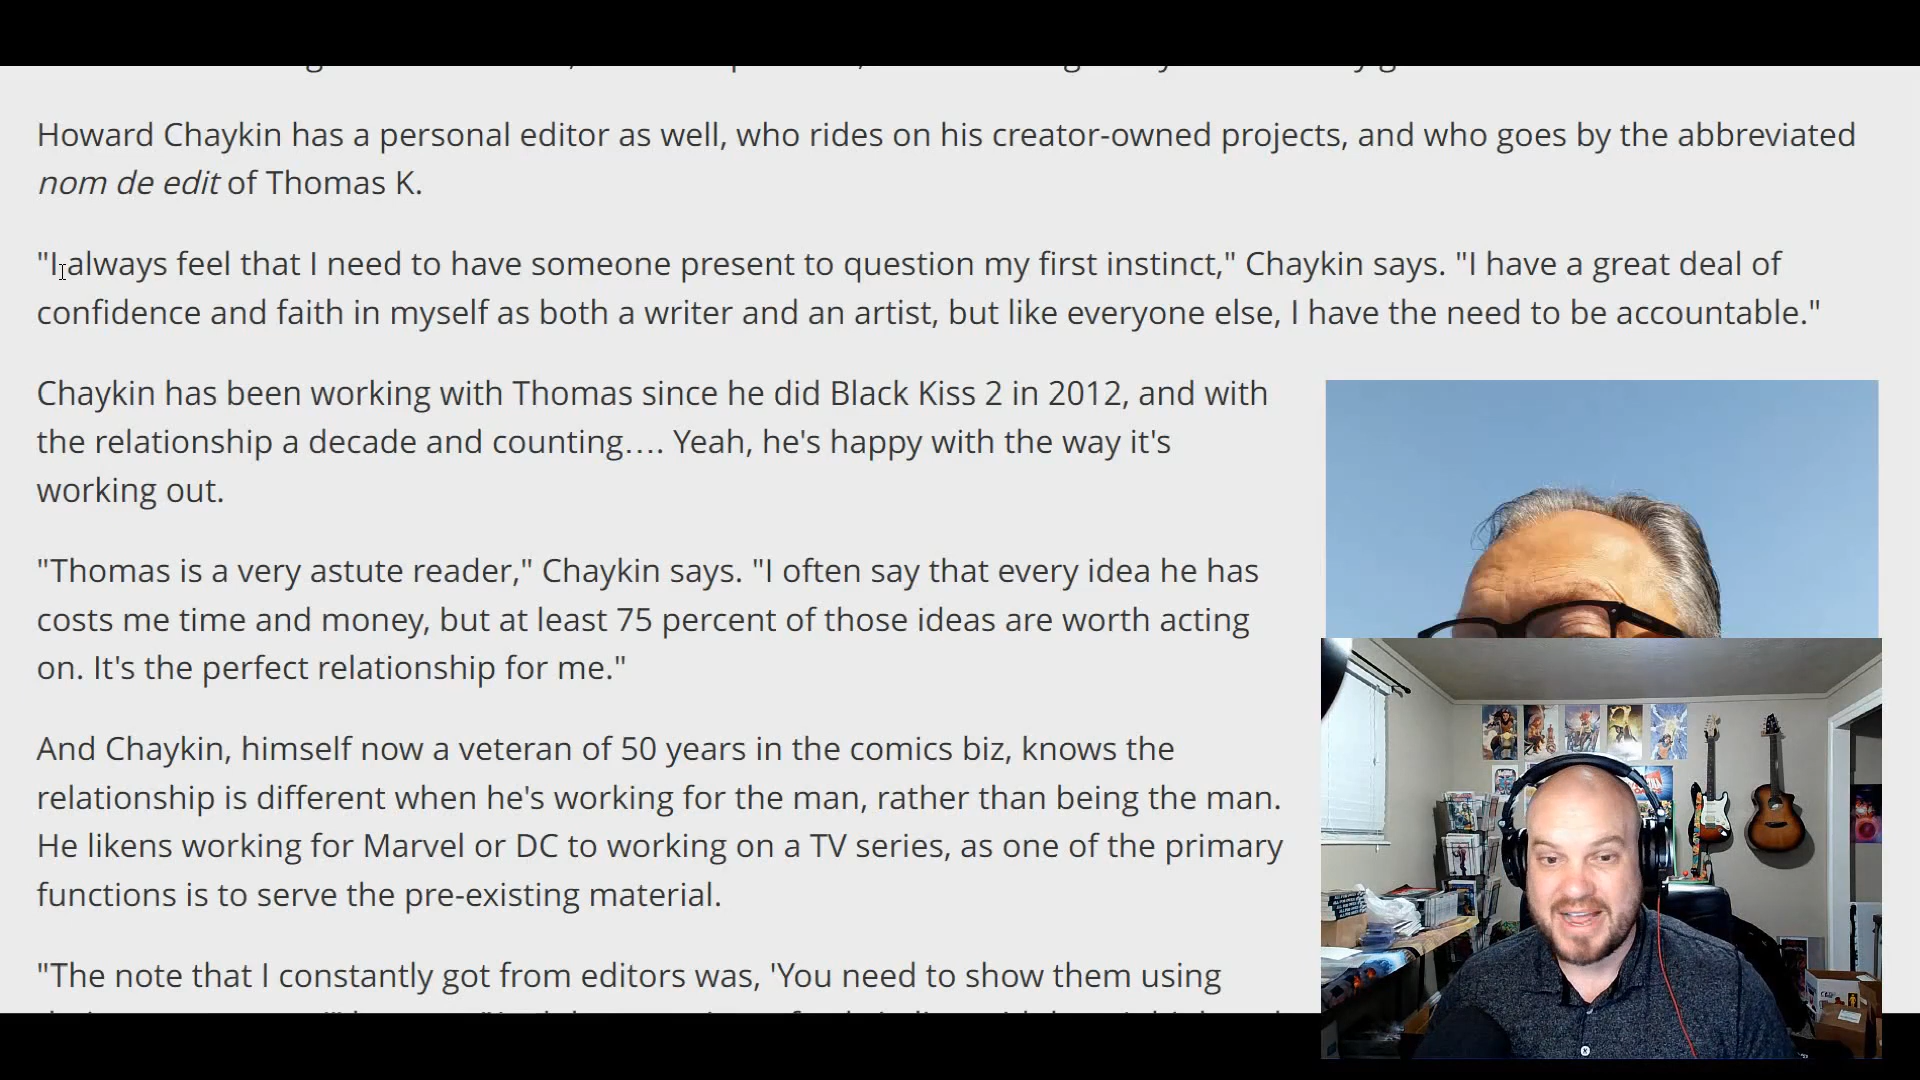 Howard Chaykin has a personal editor as well, who rides on his creator-owned projects, and who goes by the abbreviated
nom de edit of Thomas K.
"I always feel that I need to have someone present to question my first instinct," Chaykin says. "I have a great deal of
confidence and faith in myself as both a writer and an artist, but like everyone else, I have the need to be accountable."
Chaykin has been working with Thomas since he did Black Kiss 2 in 2012, and with
the relationship a decade and counting…. Yeah, he's happy with the way it's
working out.
"Thomas is a very astute reader," Chaykin says. "I often say that every idea he has
costs me time and money, but at least 75 percent of those ideas are worth acting
on. It's the perfect relationship for me."
And Chaykin, himself now a veteran of 50 years in the comics biz, knows the
relationship is different when he's working for the man, rather than being the man.
He likens working for Marvel or DC to working on a TV series, as one of the primary
functions is to serve the pre-existing material.
"The note that I constantly got from editors was, 'You need to show them using